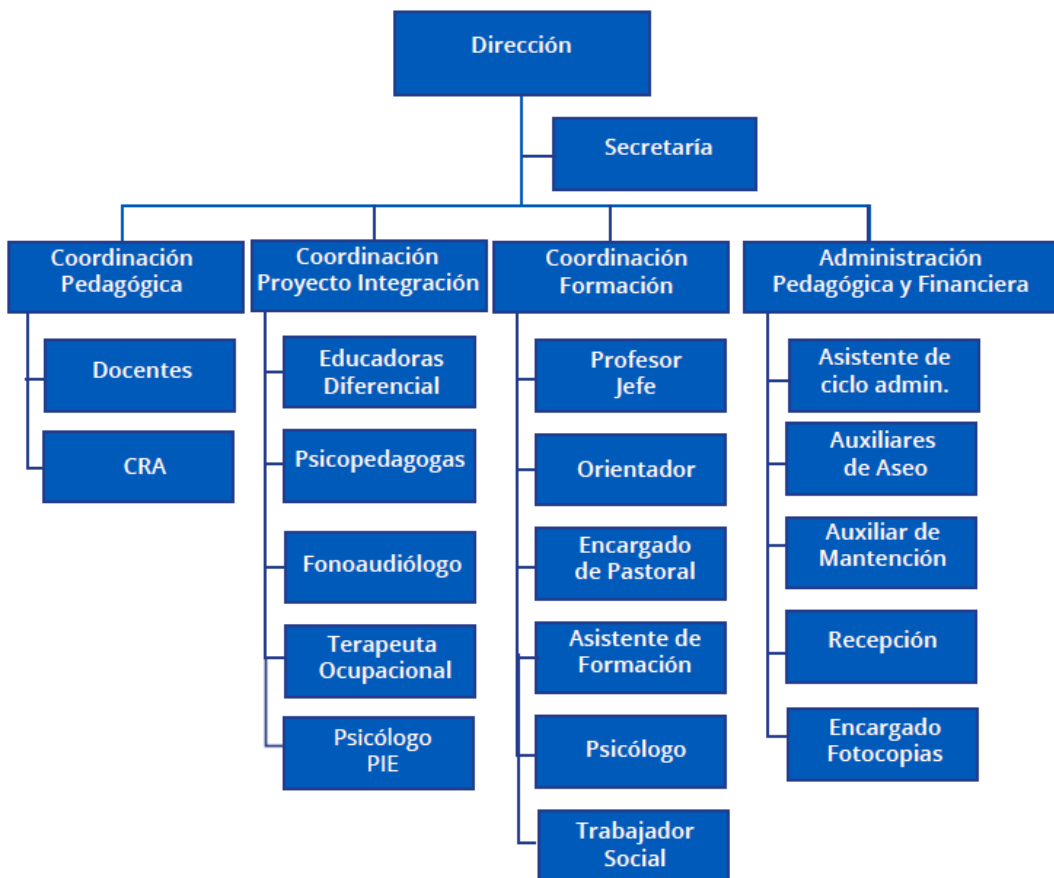 Dirección
Secretaría
Coordinación
Pedagógica
Docentes
CRA
Coordinación
Proyecto Integración
Educadoras
Diferencial
Psicopedagogas
Fonoaudiólogo
Terapeuta
Ocupacional
Psicólogo
PIE
Coordinación
Formación
Profesor
Jefe
Orientador
Encargado
de Pastoral
Asistente de
Formación
Psicólogo
Trabajador
Social
Administración
Pedagógica y Financiera
Asistente de
ciclo admin.
Auxiliares
de Aseo
Auxiliar de
Mantención
Recepción
Encargado
Fotocopias